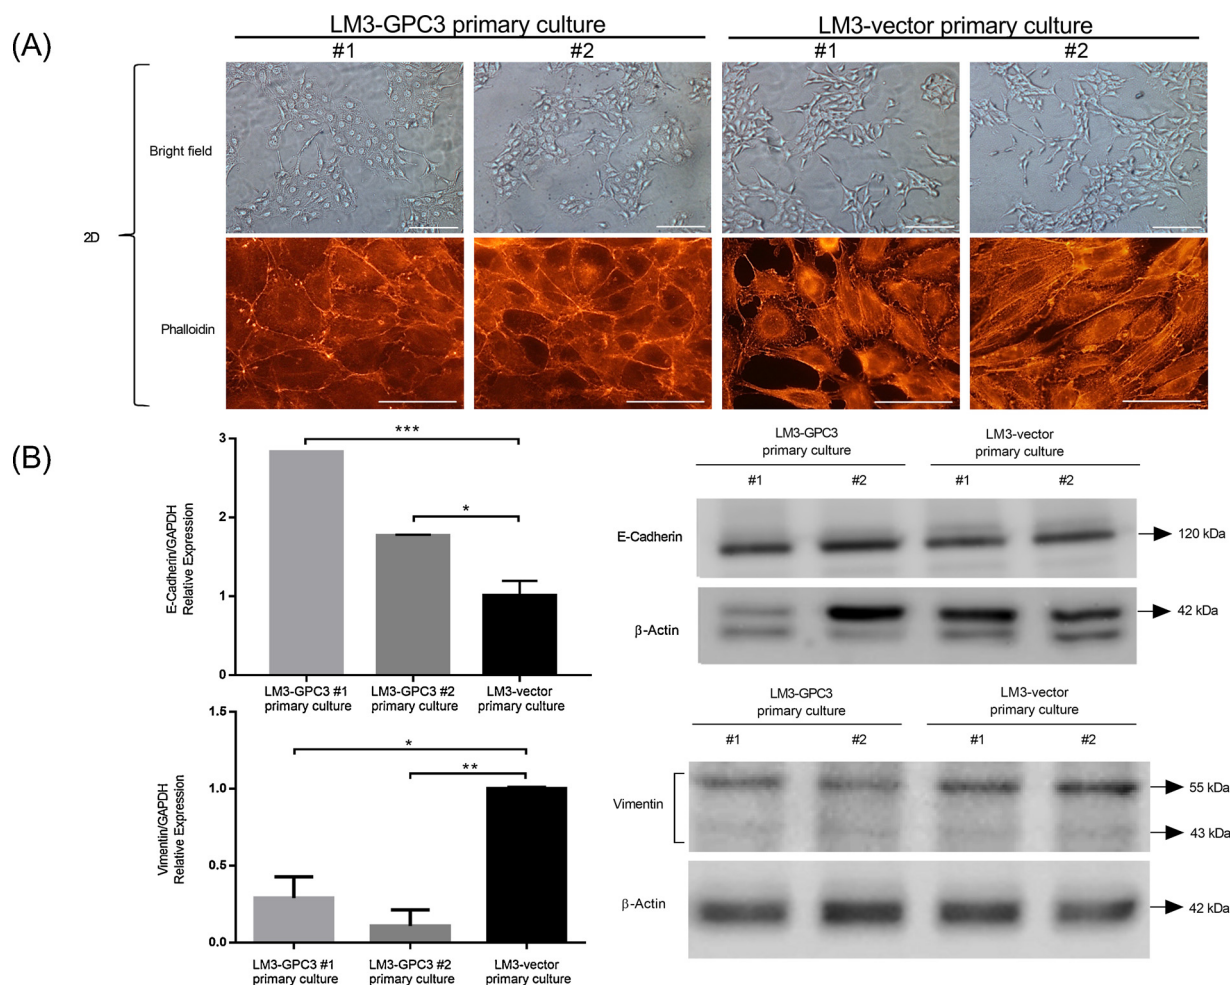 (A)
LM3-GPC3 primary culture
LM3-vector primary culture
#1
#2
#1
#2
2D
Bright field
Phalloidin
(B)
E-Cadherin/GAPDH
Relative Expression
3
2
1
0
***
*
LM3-GPC3 #1
primary culture
LM3-GPC3 #2
primary culture
LM3-vector
primary culture
LM3-GPC3
primary culture
LM3-vector
primary culture
#1
#2
#1
#2
E-Cadherin
120 kDa
β-Actin
42 kDa
Vimentin/GAPDH
Relative Expression
1.5
1.0
0.5
0.0
*
**
LM3-GPC3 #1
primary culture
LM3-GPC3 #2
primary culture
LM3-vector
primary culture
LM3-GPC3
primary culture
LM3-vector
primary culture
#1
#2
#1
#2
Vimentin
55 kDa
43 kDa
β-Actin
42 kDa